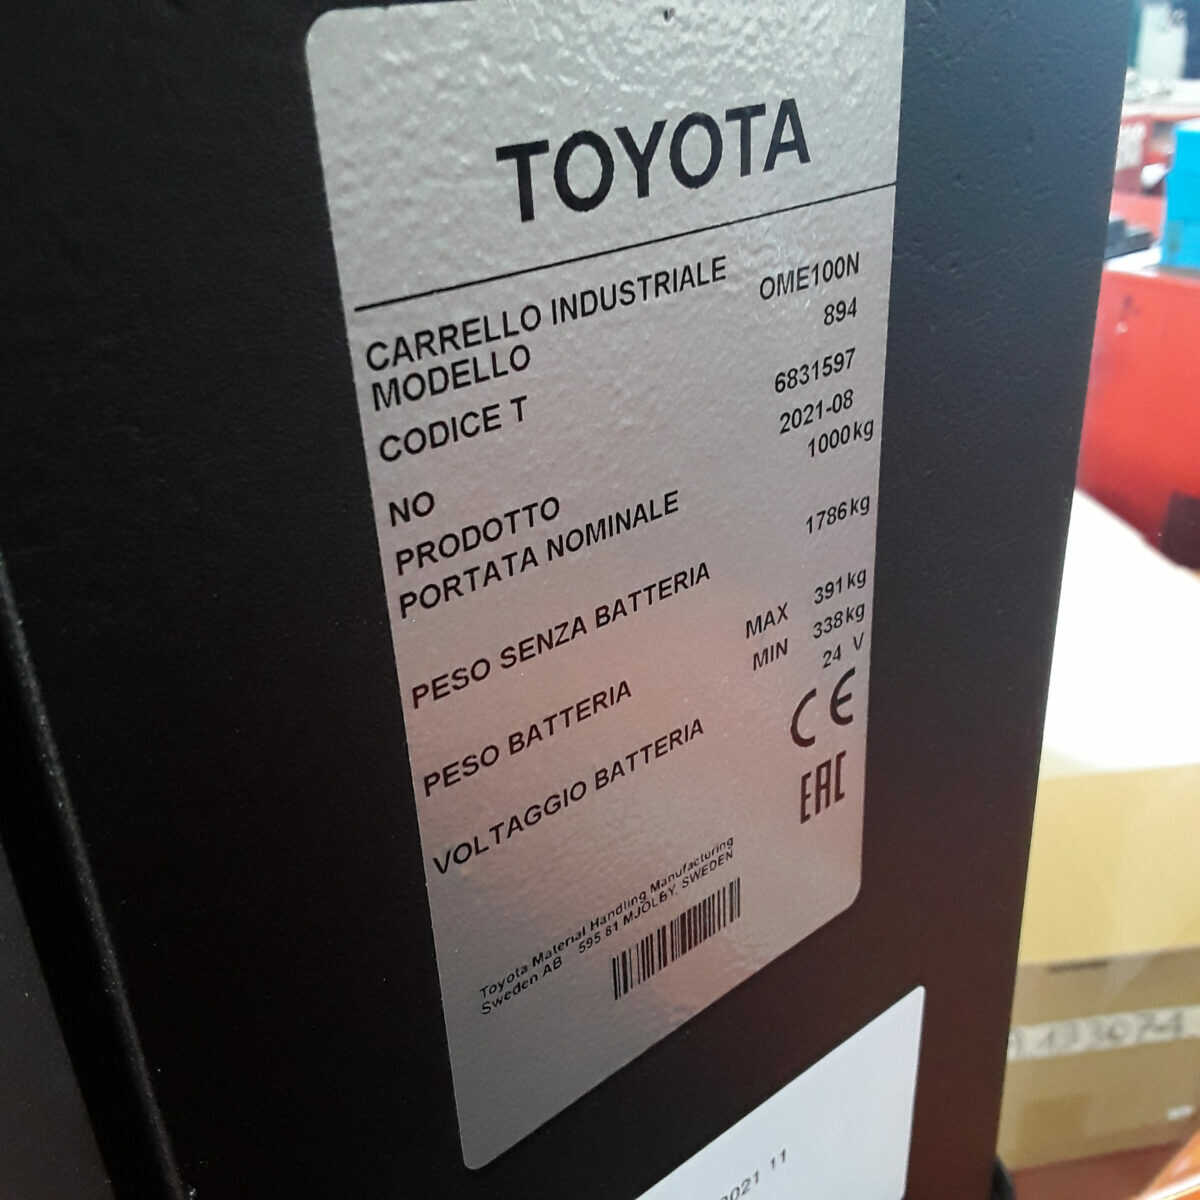 TOYOTA
CARRELLO INDUSTRIALE
MODELLO OME100N
CODICE T 894
NO 6831597
PRODOTTO 2021-08
PORTATA NOMINALE 1000kg
PESO SENZA BATTERIA 1786kg
PESO BATTERIA MAX 391kg
MIN 338kg
VOLTAGGIO BATTERIA 24 V
CE
EAC
Toyota Material Handling Manufacturing
Sweden AB 595 81 MJÖLBY, SWEDEN
2021 11